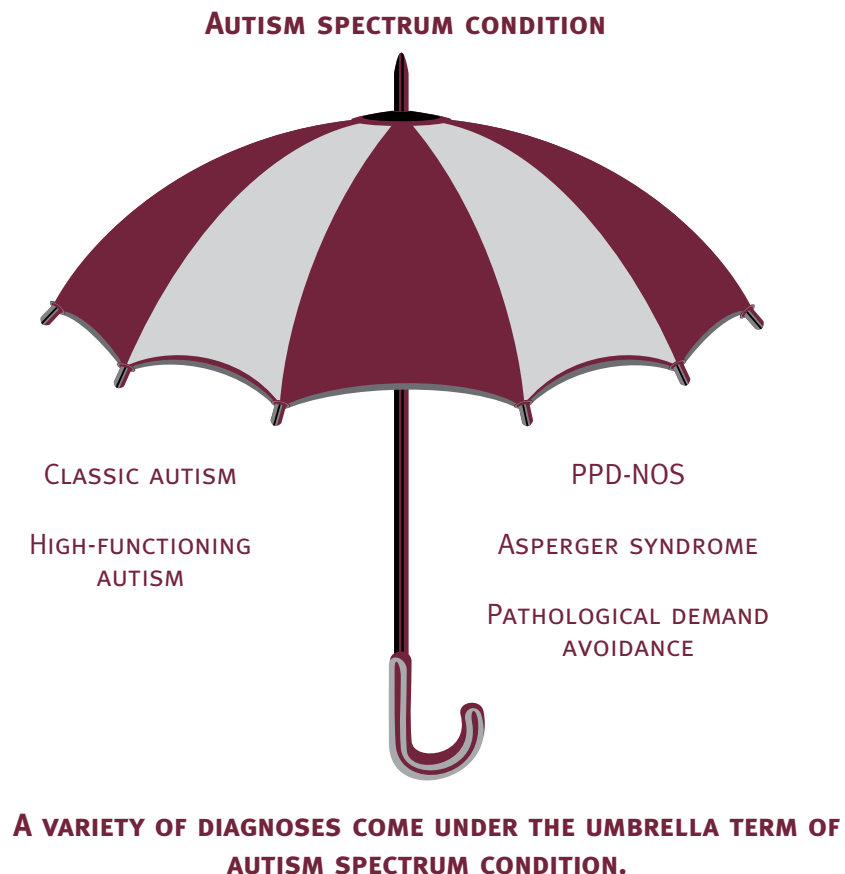 Autism spectrum condition
Classic autism
High-functioning
autism
PPD-NOS
Asperger syndrome
Pathological demand
avoidance
A variety of diagnoses come under the umbrella term of
autism spectrum condition.